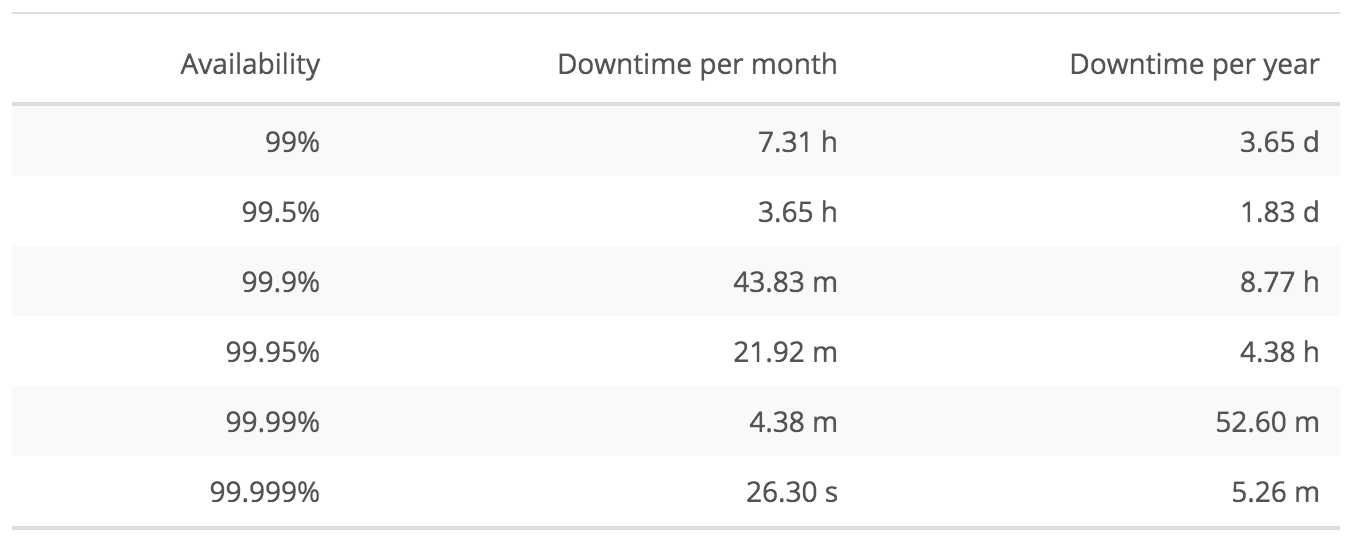 Availability Downtime per month Downtime per year
99% 7.31 h 3.65 d
99.5% 3.65 h 1.83 d
99.9% 43.83 m 8.77 h
99.95% 21.92 m 4.38 h
99.99% 4.38 m 52.60 m
99.999% 26.30 s 5.26 m